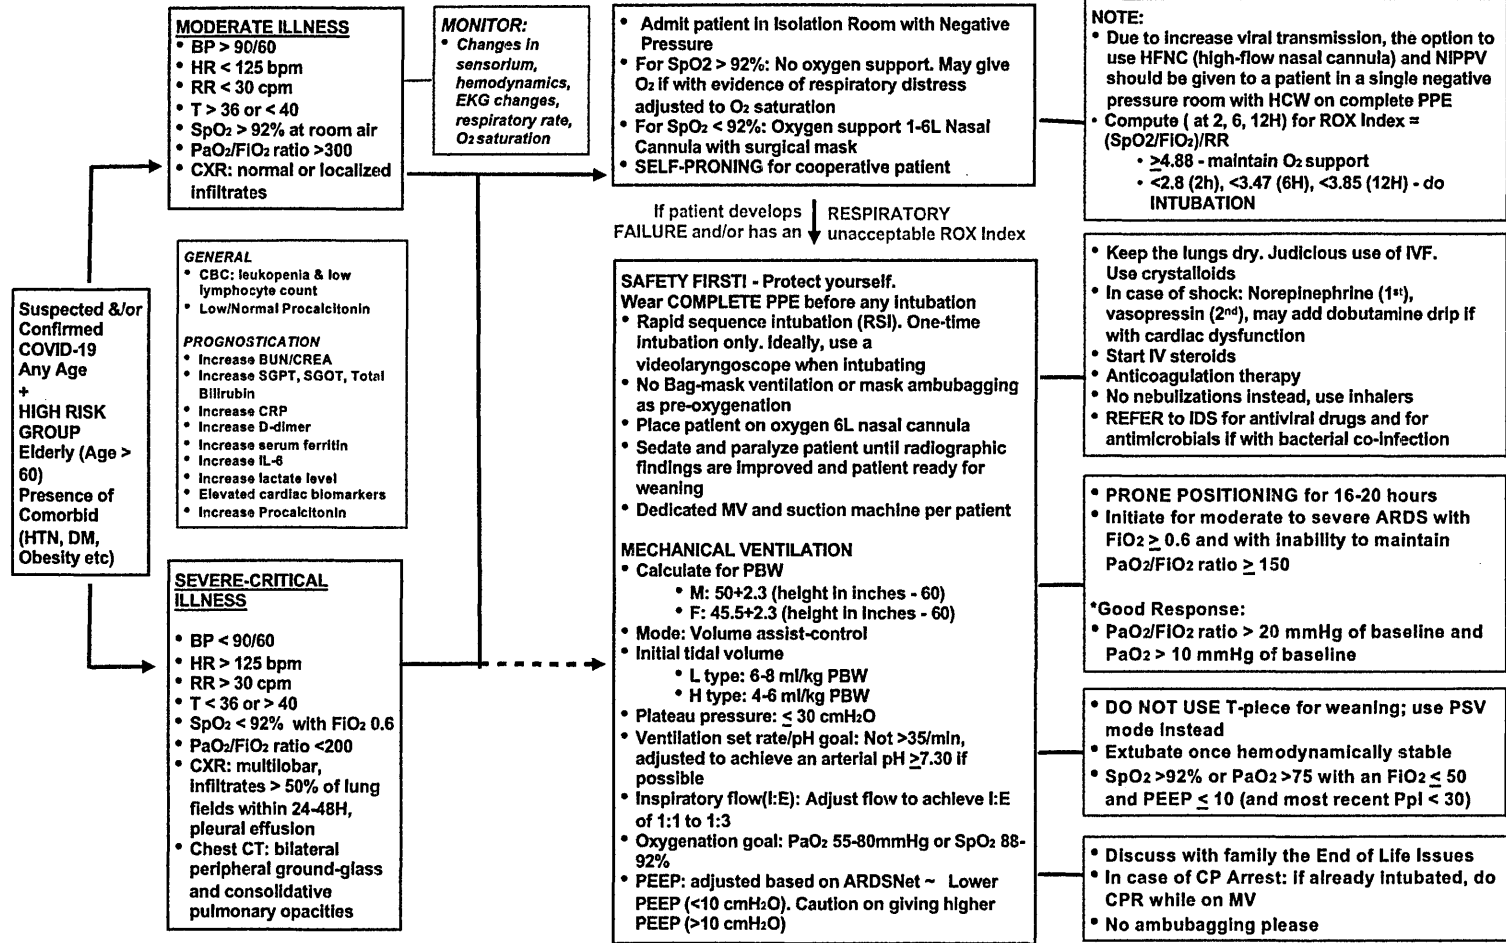 MODERATE ILLNESS
• BP > 90/60
• HR < 125 bpm
• RR < 30 cpm
• T > 36 or < 40
• SpO2 > 92% at room air
• PaO2/FiO2 ratio >300
• CXR: normal or localized
infiltrates
MONITOR:
• Changes in
sensorium,
hemodynamics,
EKG changes,
respiratory rate,
O2 saturation
• Admit patient in Isolation Room with Negative
Pressure
• For SpO2 > 92%: No oxygen support. May give
O2 if with evidence of respiratory distress
adjusted to O2 saturation
• For SpO2 < 92%: Oxygen support 1-6L Nasal
Cannula with surgical mask
• SELF-PRONING for cooperative patient
NOTE:
• Due to increase viral transmission, the option to
use HFNC (high-flow nasal cannula) and NIPPV
should be given to a patient in a single negative
pressure room with HCW on complete PPE
• Compute ( at 2, 6, 12H) for ROX Index =
(SpO2/FiO2)/RR
• ≥4.88 - maintain O2 support
• <2.8 (2h), <3.47 (6H), <3.85 (12H) - do
INTUBATION
If patient develops RESPIRATORY
FAILURE and/or has an unacceptable ROX Index
Suspected &/or
Confirmed
COVID-19
Any Age
+
HIGH RISK
GROUP
Elderly (Age >
60)
Presence of
Comorbid
(HTN, DM,
Obesity etc)
GENERAL
• CBC: leukopenia & low
lymphocyte count
• Low/Normal Procalcitonin
PROGNOSTICATION
• Increase BUN/CREA
• Increase SGPT, SGOT, Total
Bilirubin
• Increase CRP
• Increase D-dimer
• Increase serum ferritin
• Increase IL-6
• Increase lactate level
• Elevated cardiac biomarkers
• Increase Procalcitonin
SEVERE-CRITICAL
ILLNESS
• BP < 90/60
• HR > 125 bpm
• RR > 30 cpm
• T < 36 or > 40
• SpO2 < 92% with FiO2 0.6
• PaO2/FiO2 ratio <200
• CXR: multilobar,
infiltrates > 50% of lung
fields within 24-48H,
pleural effusion
• Chest CT: bilateral
peripheral ground-glass
and consolidative
pulmonary opacities
SAFETY FIRST! - Protect yourself.
Wear COMPLETE PPE before any intubation
• Rapid sequence intubation (RSI). One-time
intubation only. Ideally, use a
videolaryngoscope when intubating
• No Bag-mask ventilation or mask ambubagging
as pre-oxygenation
• Place patient on oxygen 6L nasal cannula
• Sedate and paralyze patient until radiographic
findings are improved and patient ready for
weaning
• Dedicated MV and suction machine per patient
MECHANICAL VENTILATION
• Calculate for PBW
• M: 50+2.3 (height in inches - 60)
• F: 45.5+2.3 (height in inches - 60)
• Mode: Volume assist-control
• Initial tidal volume
• L type: 6-8 ml/kg PBW
• H type: 4-6 ml/kg PBW
• Plateau pressure: ≤ 30 cmH2O
• Ventilation set rate/pH goal: Not >35/min,
adjusted to achieve an arterial pH ≥7.30 if
possible
• Inspiratory flow(I:E): Adjust flow to achieve I:E
of 1:1 to 1:3
• Oxygenation goal: PaO2 55-80mmHg or SpO2 88-
92%
• PEEP: adjusted based on ARDSNet ~ Lower
PEEP (<10 cmH2O). Caution on giving higher
PEEP (>10 cmH2O)
• Keep the lungs dry. Judicious use of IVF.
Use crystalloids
• In case of shock: Norepinephrine (1st),
vasopressin (2nd), may add dobutamine drip if
with cardiac dysfunction
• Start IV steroids
• Anticoagulation therapy
• No nebulizations instead, use inhalers
• REFER to IDS for antiviral drugs and for
antimicrobials if with bacterial co-infection
• PRONE POSITIONING for 16-20 hours
• Initiate for moderate to severe ARDS with
FiO2 ≥ 0.6 and with inability to maintain
PaO2/FiO2 ratio ≥ 150
*Good Response:
• PaO2/FiO2 ratio > 20 mmHg of baseline and
PaO2 > 10 mmHg of baseline
• DO NOT USE T-piece for weaning; use PSV
mode instead
• Extubate once hemodynamically stable
• SpO2 >92% or PaO2 >75 with an FiO2 ≤ 50
and PEEP ≤ 10 (and most recent Ppl < 30)
• Discuss with family the End of Life Issues
• In case of CP Arrest: if already intubated, do
CPR while on MV
• No ambubagging please